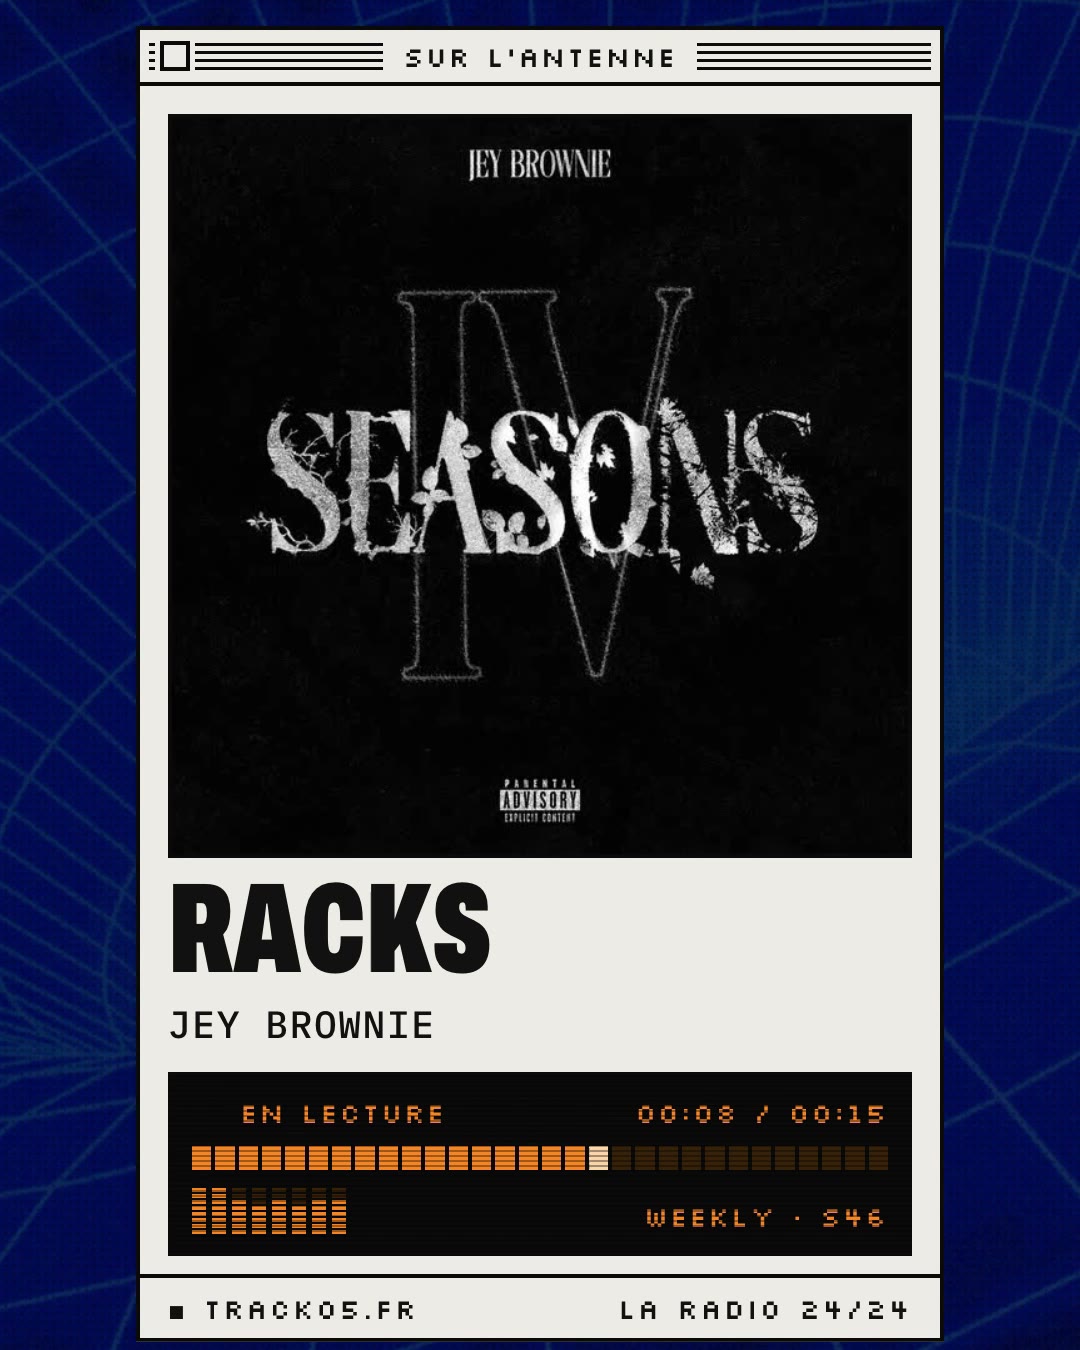 SUR L'ANTENNE
JEY BROWNIE
IV
SEASONS
PARENTAL
ADVISORY
EXPLICIT CONTENT
RACKS
JEY BROWNIE
EN LECTURE
00:08 / 00:15
WEEKLY · S46
TRACKO5.FR
LA RADIO 24/24